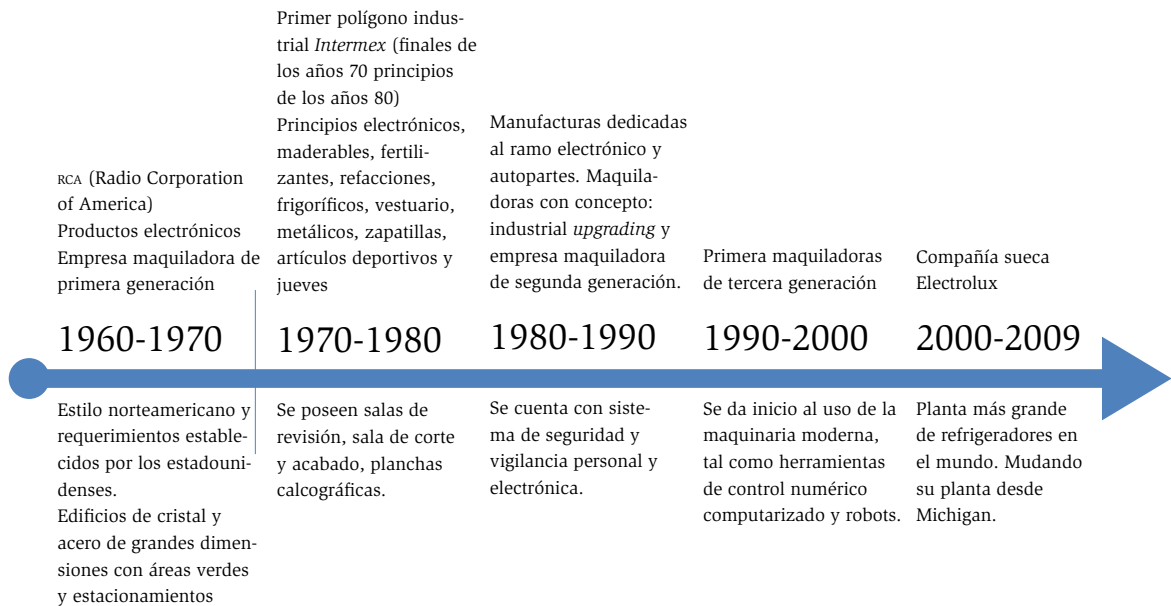 RCA (Radio Corporation
of America)
Productos electrónicos
Empresa maquiladora de
primera generación
1960-1970
Estilo norteamericano y
requerimientos estable-
cidos por los estadouni-
denses.
Edificios de cristal y
acero de grandes dimen-
siones con áreas verdes
y estacionamientos
Primer polígono indus-
trial Intermex (finales de
los años 70 principios
de los años 80)
Principios electrónicos,
maderables, fertili-
zantes, refacciones,
frigoríficos, vestuario,
metálicos, zapatillas,
artículos deportivos y
jueves
1970-1980
Se poseen salas de
revisión, sala de corte
y acabado, planchas
calcográficas.
Manufacturas dedicadas
al ramo electrónico y
autopartes. Maquila-
doras con concepto:
industrial upgrading y
empresa maquiladora
de segunda generación.
1980-1990
Se cuenta con siste-
ma de seguridad y
vigilancia personal y
electrónica.
Primera maquiladoras
de tercera generación
1990-2000
Se da inicio al uso de la
maquinaria moderna,
tal como herramientas
de control numérico
computarizado y robots.
Compañía sueca
Electrolux
2000-2009
Planta más grande
de refrigeradores en
el mundo. Mudando
su planta desde
Michigan.